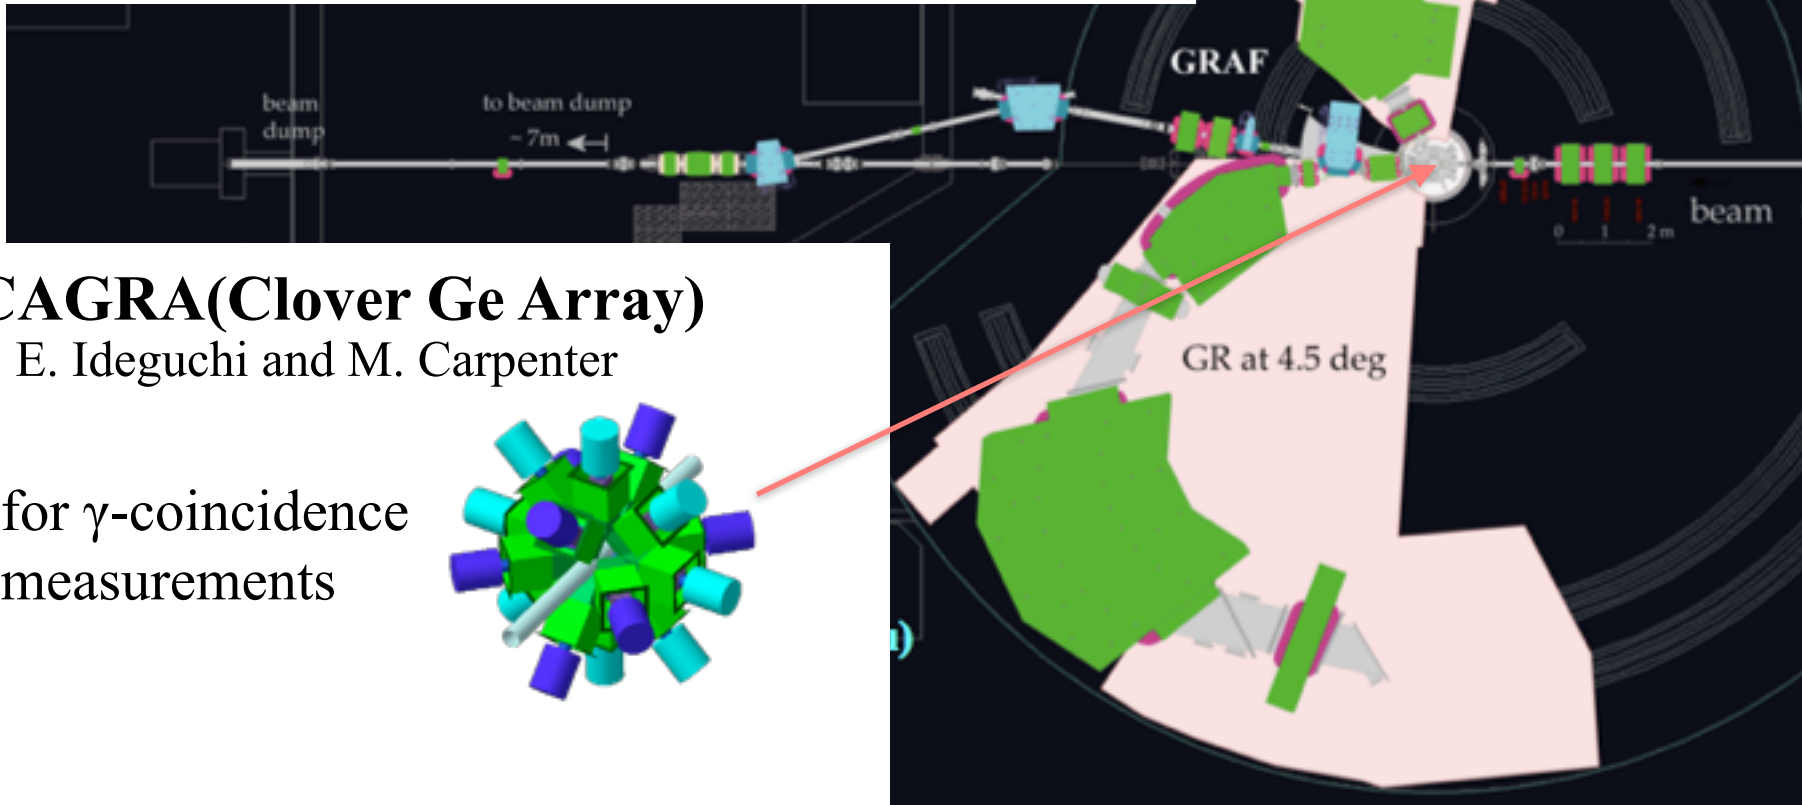 GRAF
beam
dump
to beam dump
~7m
beam
0 1 2 m
CAGRA(Clover Ge Array)
E. Ideguchi and M. Carpenter
GR at 4.5 deg
for γ-coincidence
measurements